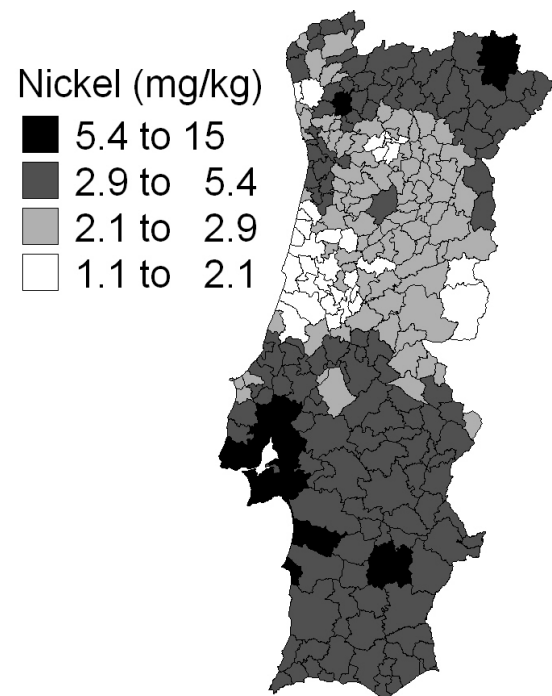 Nickel (mg/kg)
5.4 to 15
2.9 to 5.4
2.1 to 2.9
1.1 to 2.1